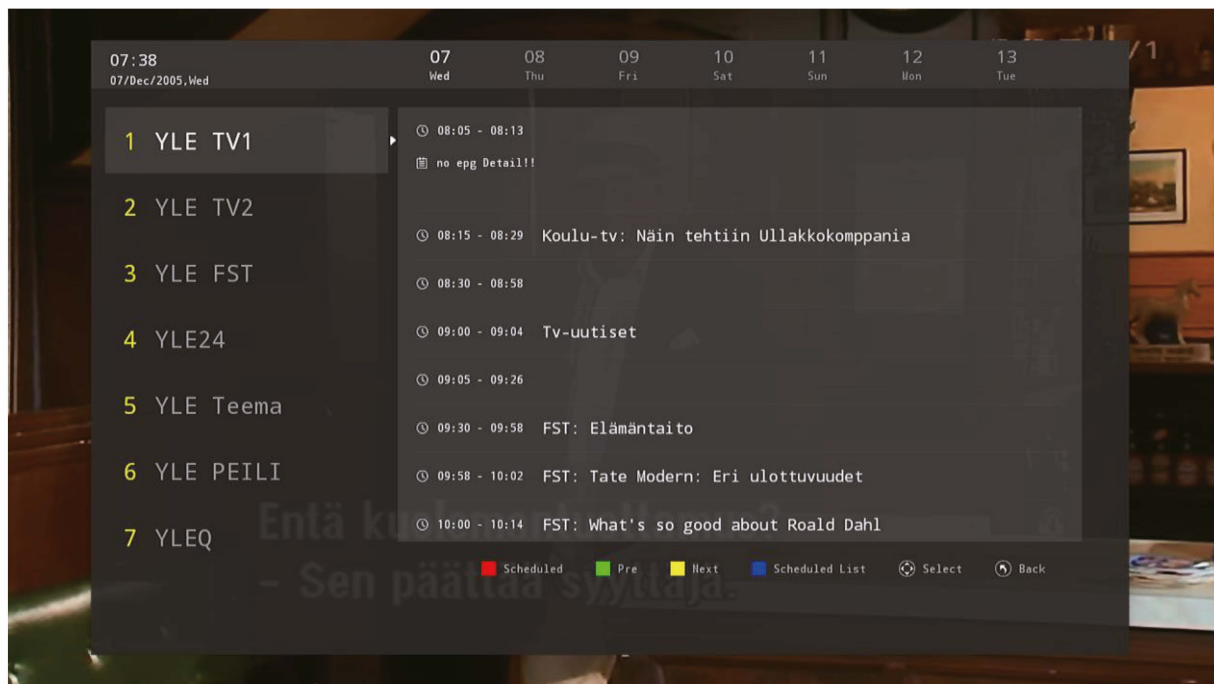 07:38
07/Dec/2005,Wed
07 08 09 10 11 12 13
Wed Thu Fri Sat Sun Mon Tue
/1
1 YLE TV1
2 YLE TV2
3 YLE FST
4 YLE24
5 YLE Teema
6 YLE PEILI
7 YLEQ
08:05 - 08:13
no epg Detail!!
08:15 - 08:29 Koulu-tv: Näin tehtiin Ullakkokomppania
08:30 - 08:58
09:00 - 09:04 Tv-uutiset
09:05 - 09:26
09:30 - 09:58 FST: Elämäntaito
09:58 - 10:02 FST: Tate Modern: Eri ulottuvuudet
10:00 - 10:14 FST: What's so good about Roald Dahl
Entä
- Sen päättää syyttäjä.
Scheduled Pre Next Scheduled List Select Back